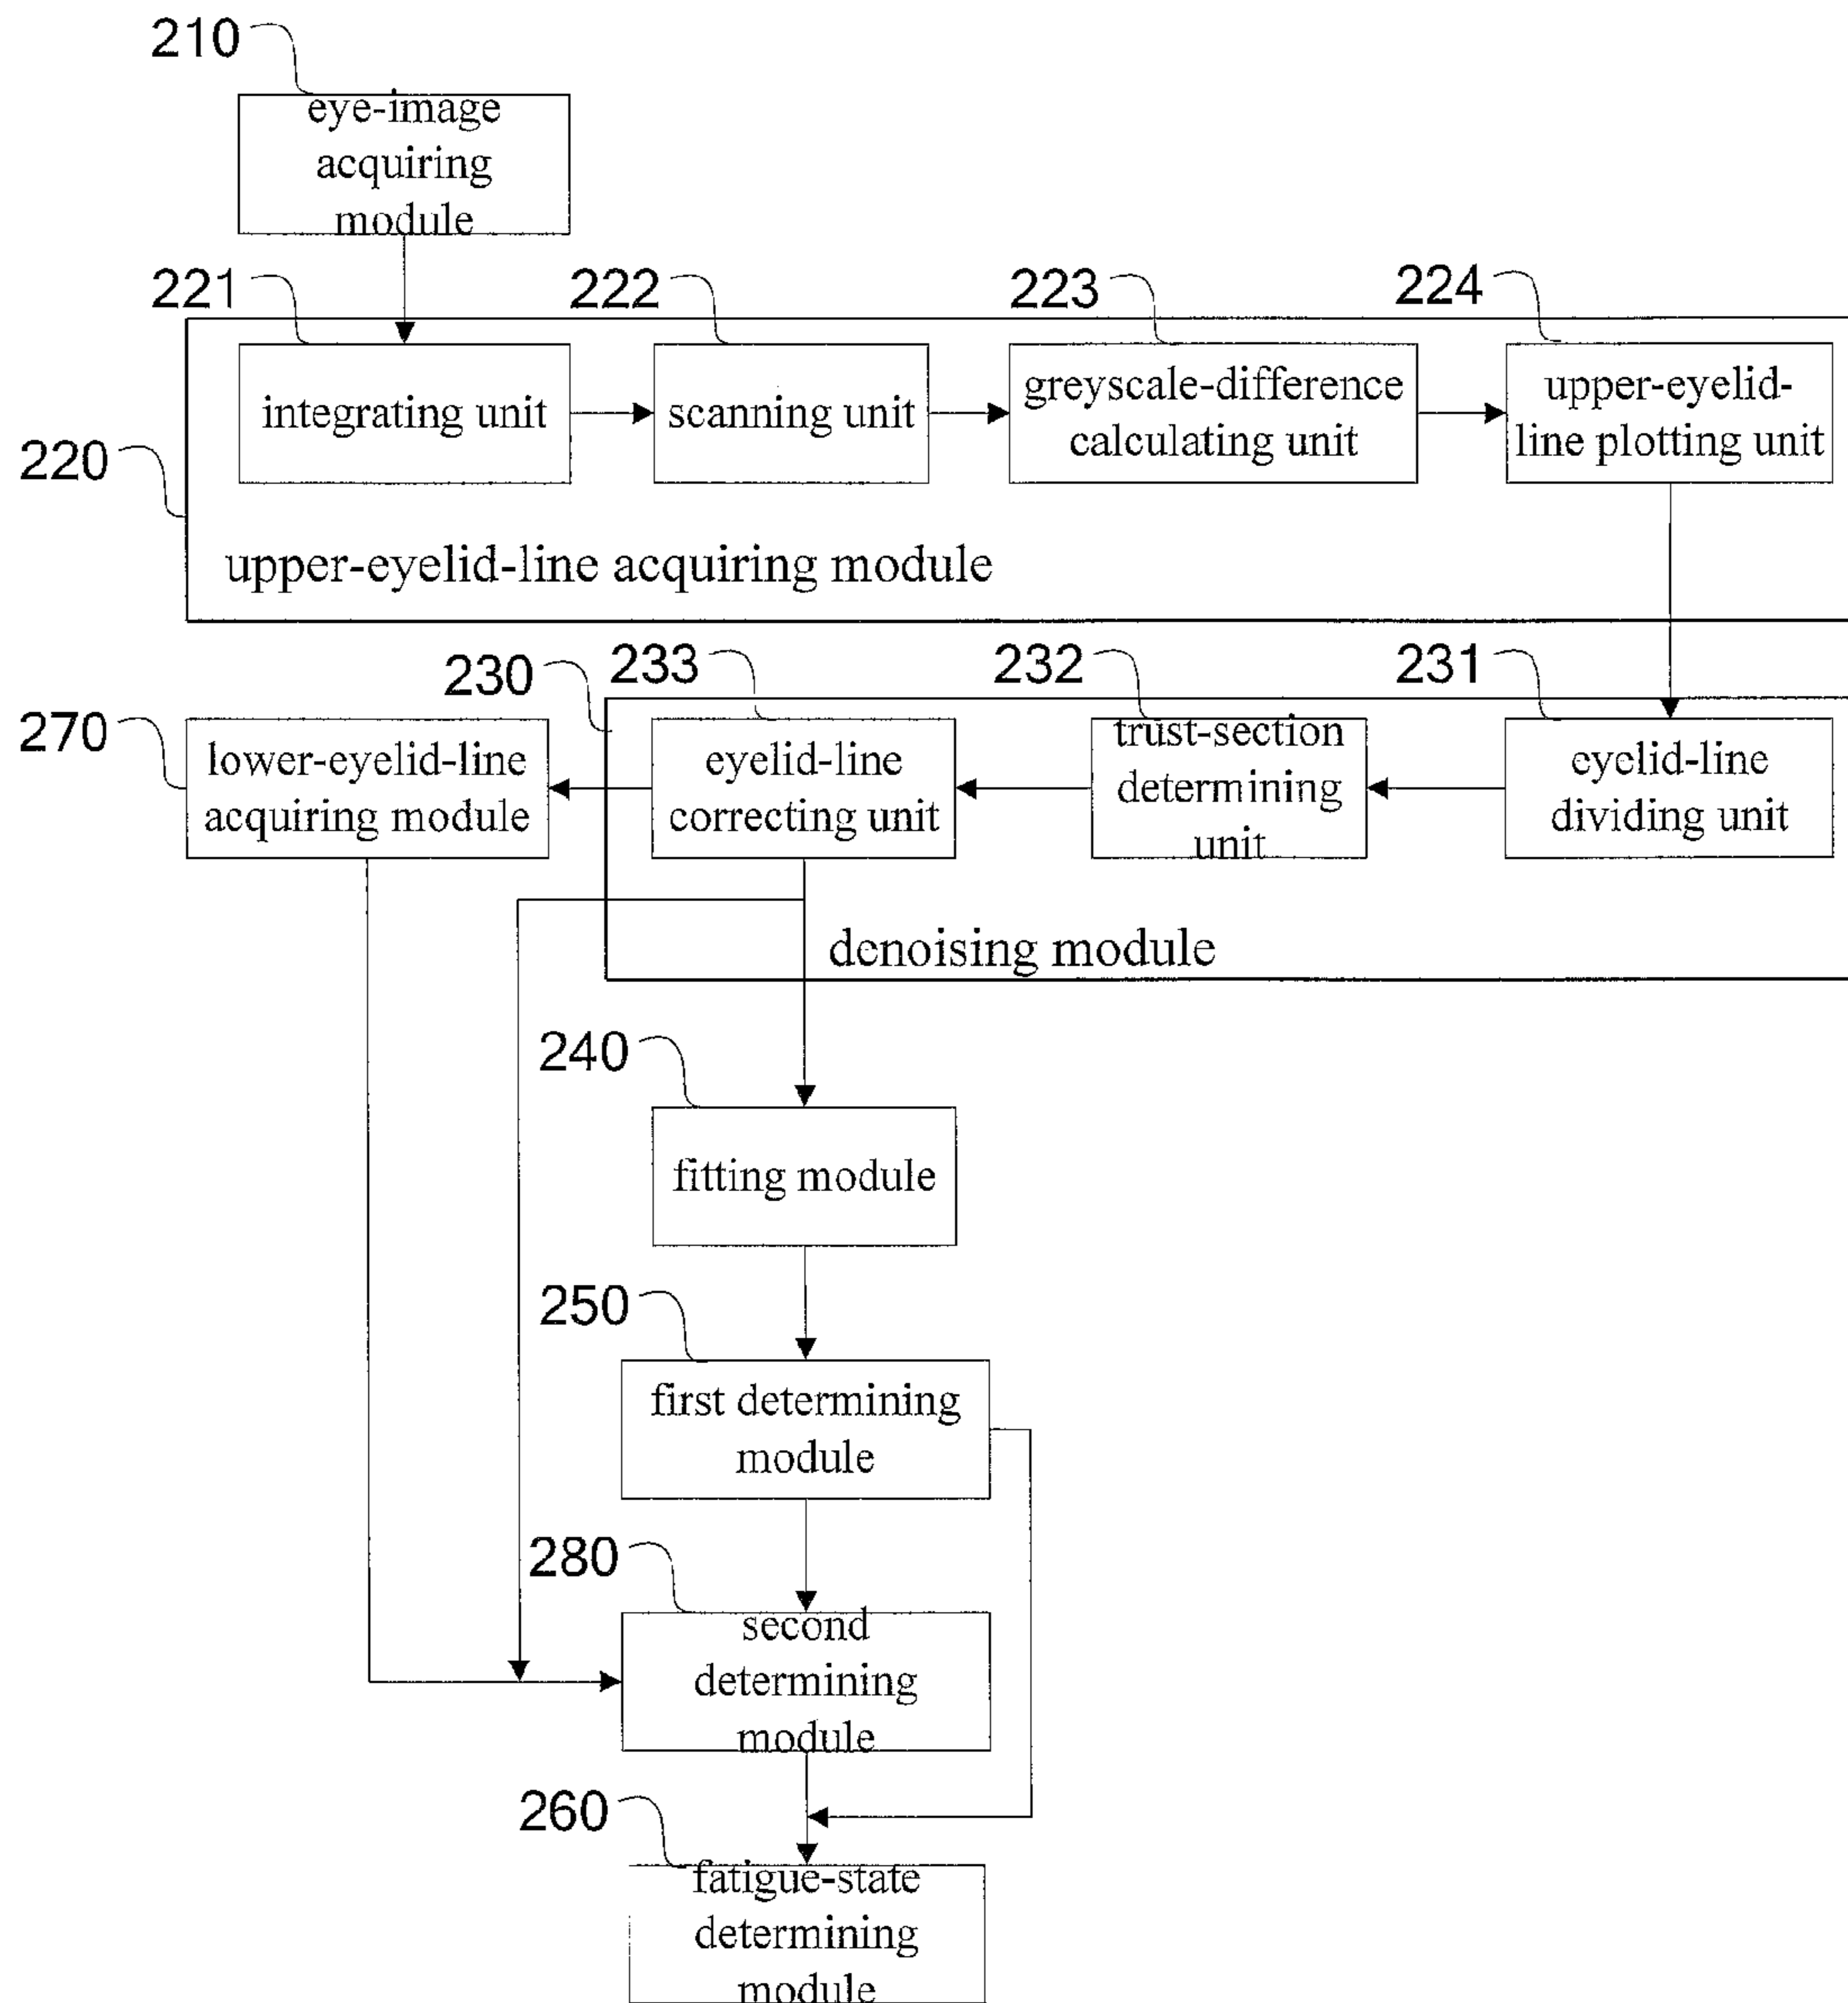 210
eye-image
acquiring
module
221
222
223
224
integrating unit
scanning unit
greyscale-difference
calculating unit
upper-eyelid-
line plotting unit
220
upper-eyelid-line acquiring module
230
233
232
231
270
lower-eyelid-line
acquiring module
eyelid-line
correcting unit
trust-section
determining
unit
eyelid-line
dividing unit
denoising module
240
fitting module
250
first determining
module
280
second
determining
module
260
fatigue-state
determining
module